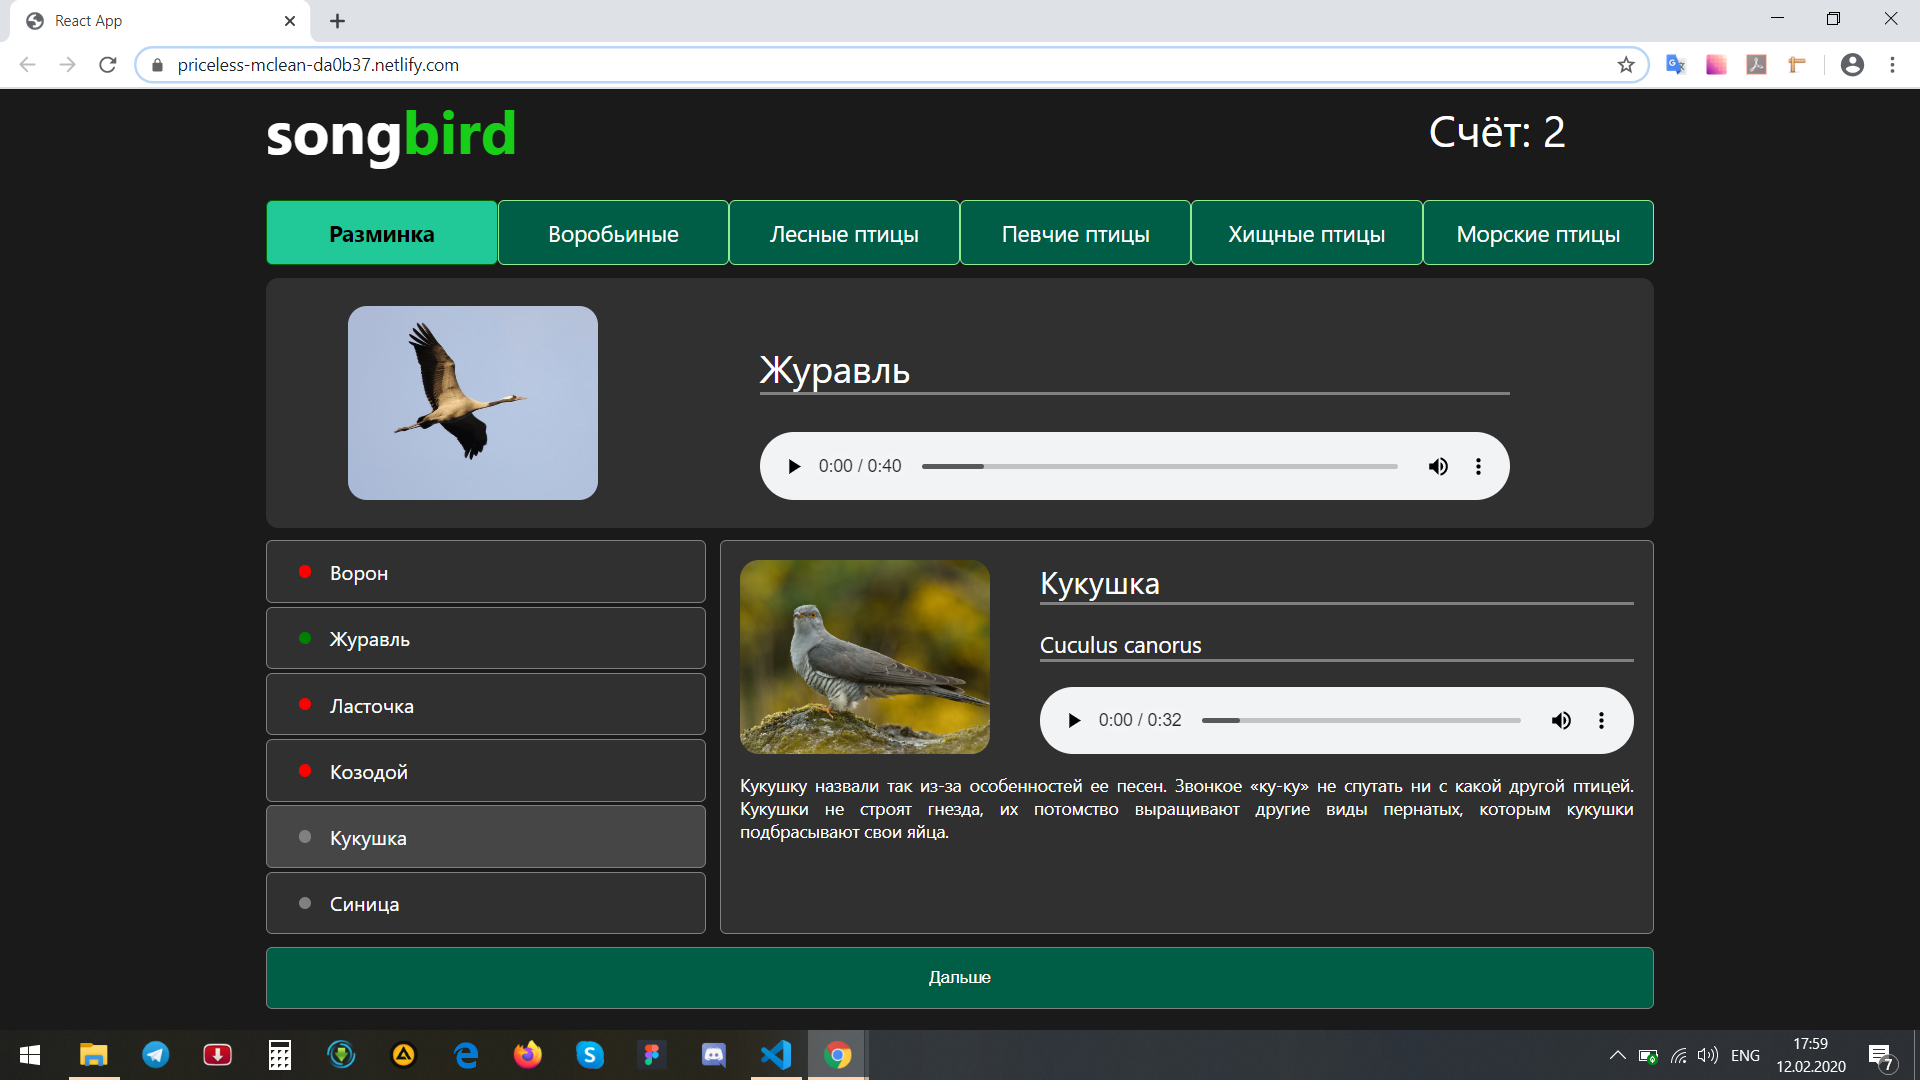 React App
priceless-mclean-da0b37.netlify.com
songbird
Счёт: 2
Разминка
Воробьиные
Лесные птицы
Певчие птицы
Хищные птицы
Морские птицы
Журавль
0:00 / 0:40
Ворон
Журавль
Ласточка
Козодой
Кукушка
Синица
Кукушка
Cuculus canorus
0:00 / 0:32
Кукушку назвали так из-за особенностей ее песен. Звонкое «ку-ку» не спутать ни с какой другой птицей.
Кукушки не строят гнезда, их потомство выращивают другие виды пернатых, которым кукушки
подбрасывают свои яйца.
Дальше
ENG
17:59
12.02.2020
7